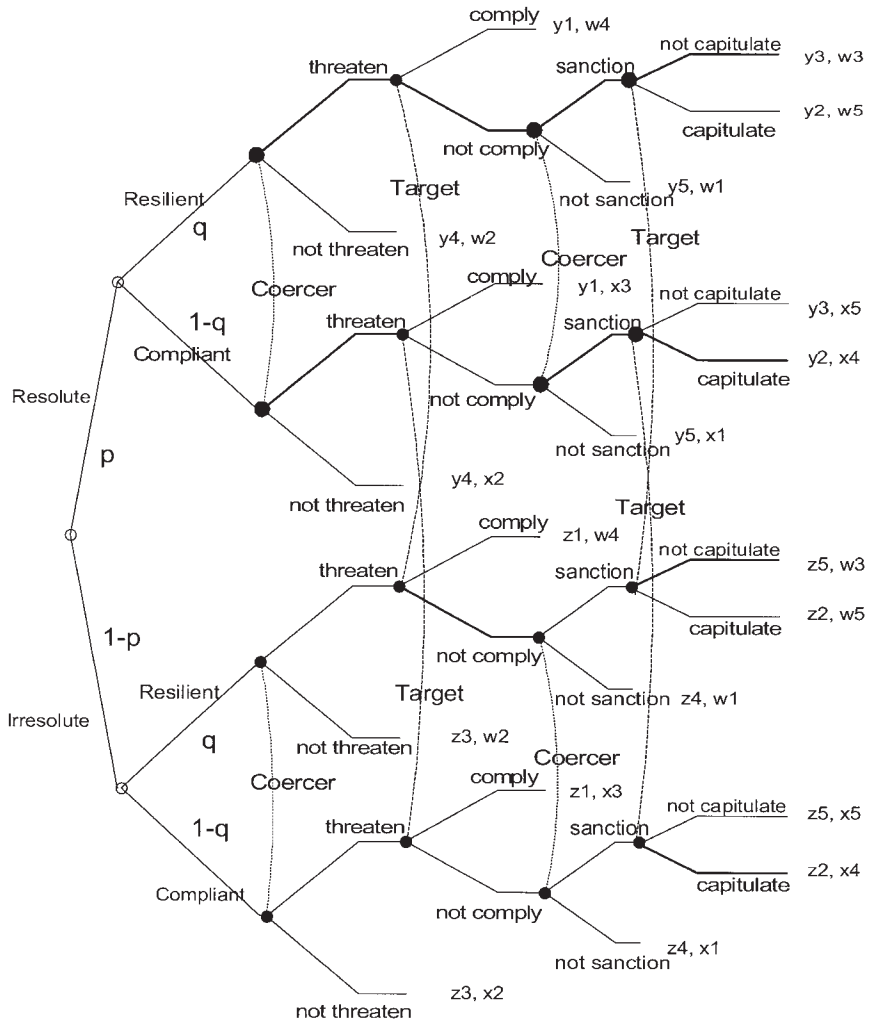 comply
y1, w4
threaten
sanction
not capitulate
y3, w3
y2, w5
capitulate
not comply
Resilient
q
Target
not sanction
y5, w1
not threaten
y4, w2
Target
Coercer
Coercer
comply
y1, x3
not capitulate
y3, x5
1-q
Compliant
threaten
sanction
y2, x4
capitulate
Resolute
not comply
p
not sanction
y5, x1
not threaten
y4, x2
Target
comply
z1, w4
not capitulate
z5, w3
threaten
sanction
z2, w5
capitulate
1-p
not comply
Resilient
Target
not sanction
z4, w1
Irresolute
q
not threaten
z3, w2
Coercer
Coercer
comply
z1, x3
not capitulate
z5, x5
1-q
threaten
sanction
z2, x4
capitulate
Compliant
not comply
not sanction
z4, x1
not threaten
z3, x2